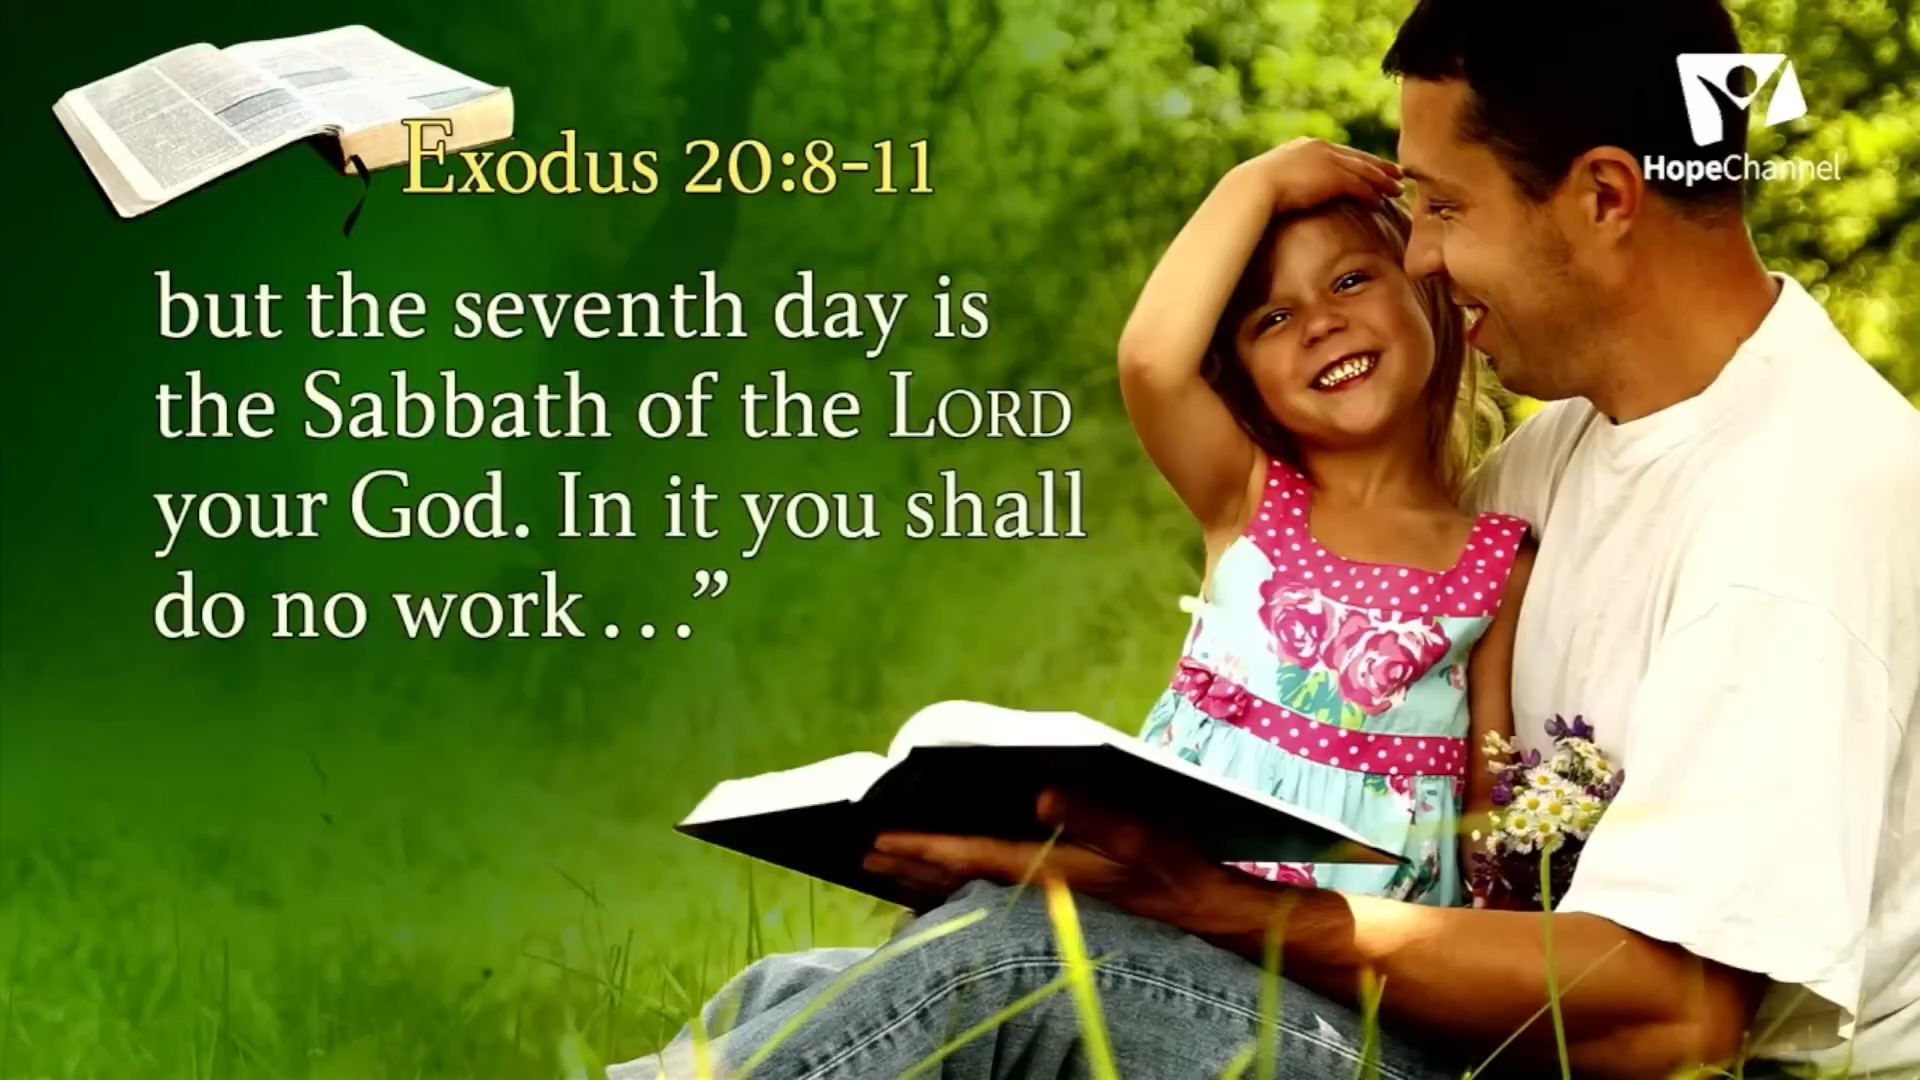 Exodus 20:8-11
HopeChannel
but the seventh day is
the Sabbath of the LORD
your God. In it you shall
do no work...”